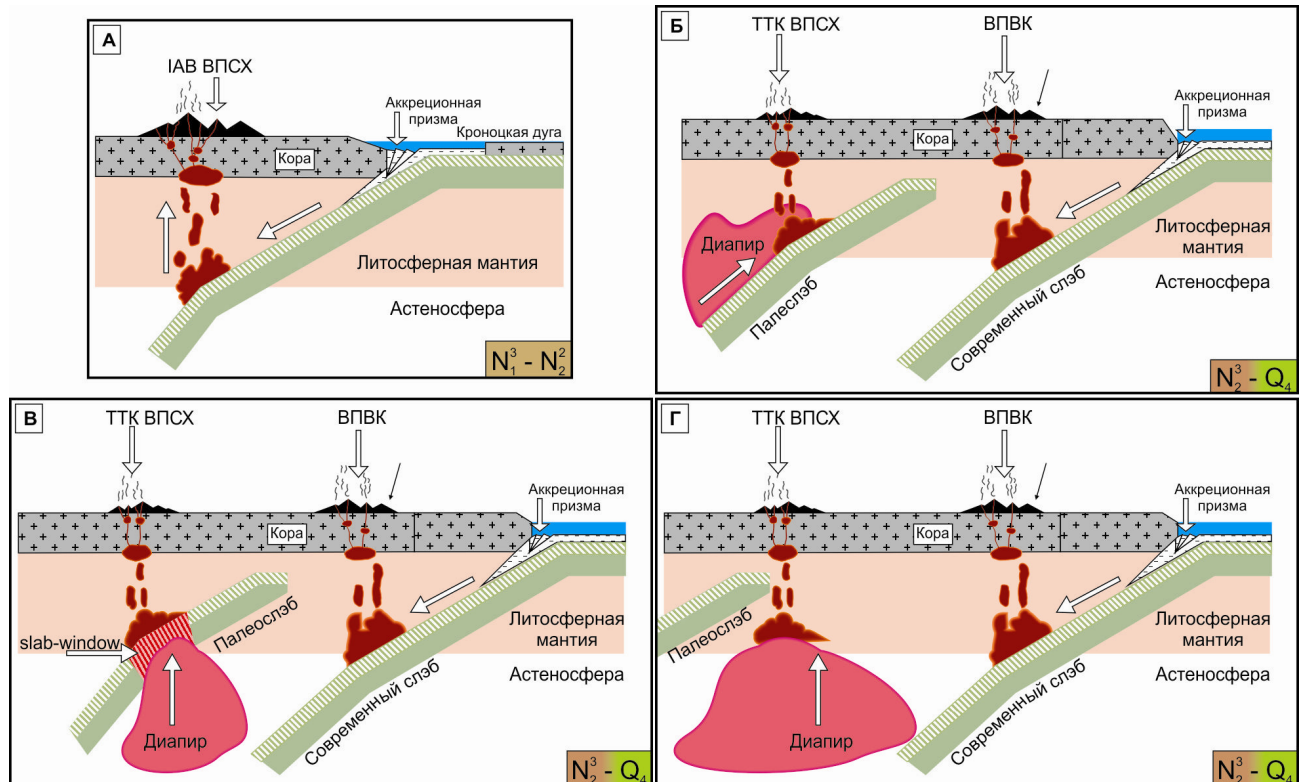 А
IAB ВПСХ
Аккреционная
призма
Кроноцкая дуга
Кора
Литосферная мантия
Астеносфера
N₁³ - N₂²
Б
ТТК ВПСХ
ВПВК
Аккреционная
призма
Кора
Диапир
Палеслэб
Современный слэб
Литосферная
мантия
Астеносфера
N₂³ - Q₄
В
ТТК ВПСХ
ВПВК
Аккреционная
призма
Кора
slab-window
Палеослэб
Диапир
Современный слэб
Литосферная
мантия
Астеносфера
N₂³ - Q₄
Г
ТТК ВПСХ
ВПВК
Аккреционная
призма
Кора
Палеослэб
Диапир
Современный слэб
Литосферная
мантия
Астеносфера
N₂³ - Q₄